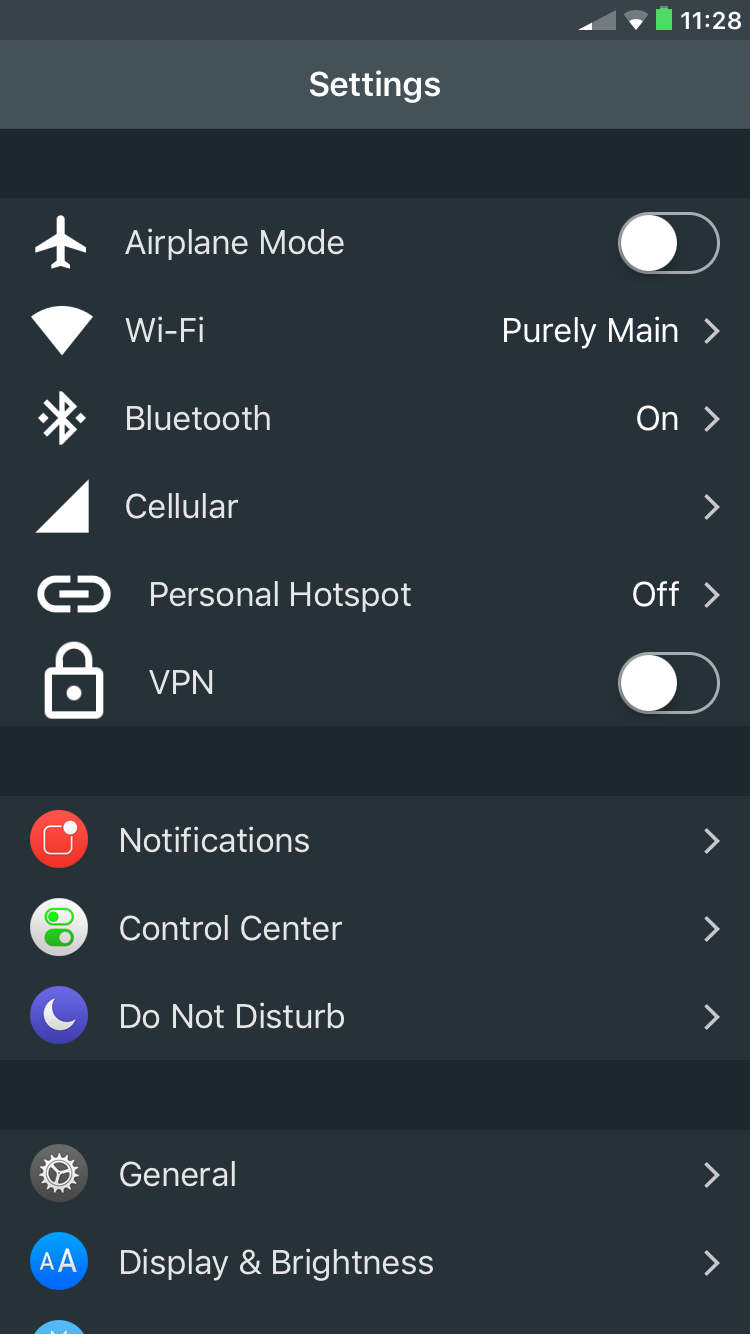 11:28
Settings
Airplane Mode
Wi-Fi Purely Main
Bluetooth On
Cellular
Personal Hotspot Off
VPN
Notifications
Control Center
Do Not Disturb
General
AA Display & Brightness